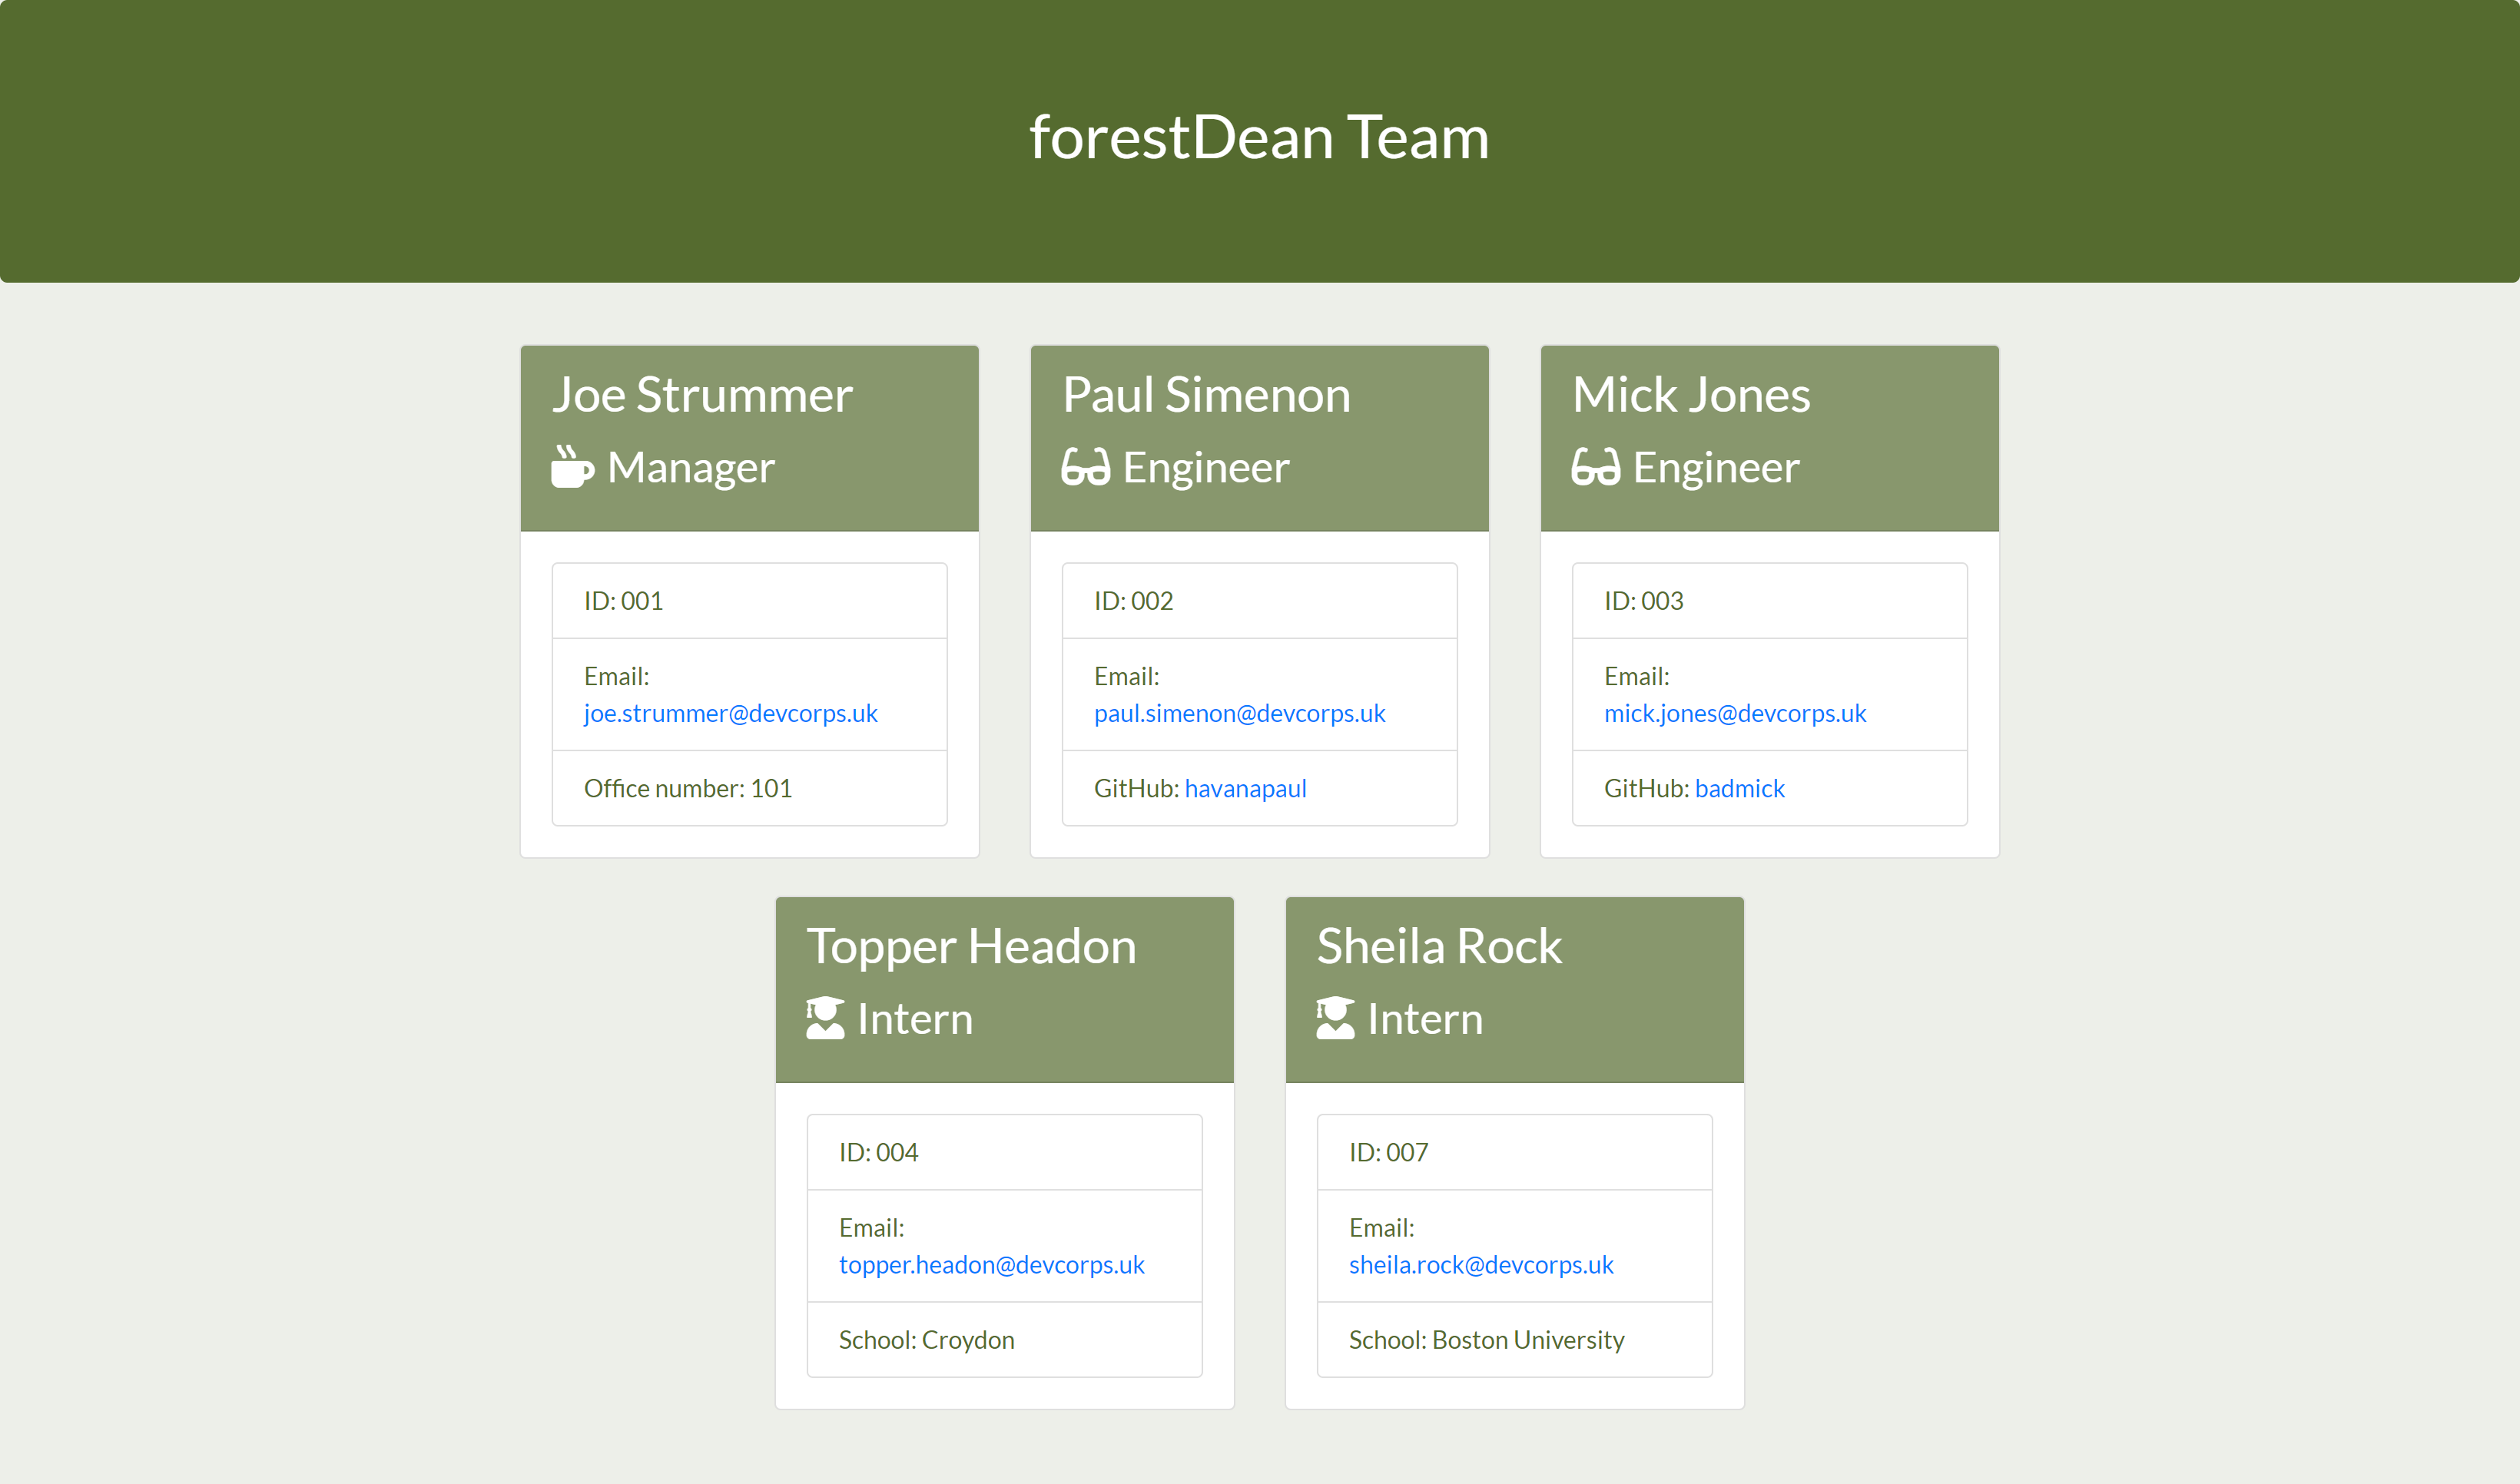 forestDean Team
Joe Strummer
Manager
ID: 001
Email:
joe.strummer@devcorps.uk
Office number: 101
Paul Simenon
Engineer
ID: 002
Email:
paul.simenon@devcorps.uk
GitHub: havanapaul
Mick Jones
Engineer
ID: 003
Email:
mick.jones@devcorps.uk
GitHub: badmick
Topper Headon
Intern
ID: 004
Email:
topper.headon@devcorps.uk
School: Croydon
Sheila Rock
Intern
ID: 007
Email:
sheila.rock@devcorps.uk
School: Boston University